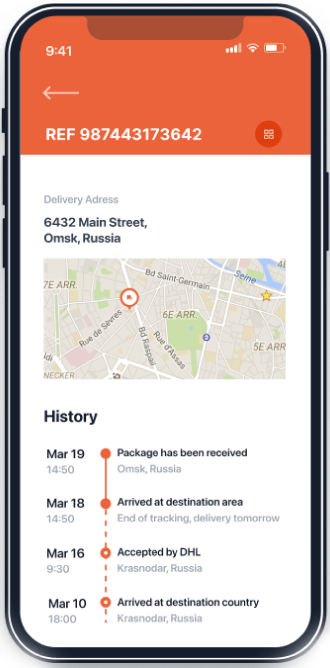 9:41
REF 987443173642
Delivery Adress
6432 Main Street,
Omsk, Russia
Bd Saint-Germain
Seine
7E ARR.
6E ARR.
Rue de Sèvres
Bd Raspail
Rue d'Assas
5E ARR
NECKER
History
Mar 19 Package has been received
14:50 Omsk, Russia
Mar 18 Arrived at destination area
14:50 End of tracking, delivery tomorrow
Mar 16 Accepted by DHL
9:30 Krasnodar, Russia
Mar 10 Arrived at destination country
18:00 Krasnodar, Russia